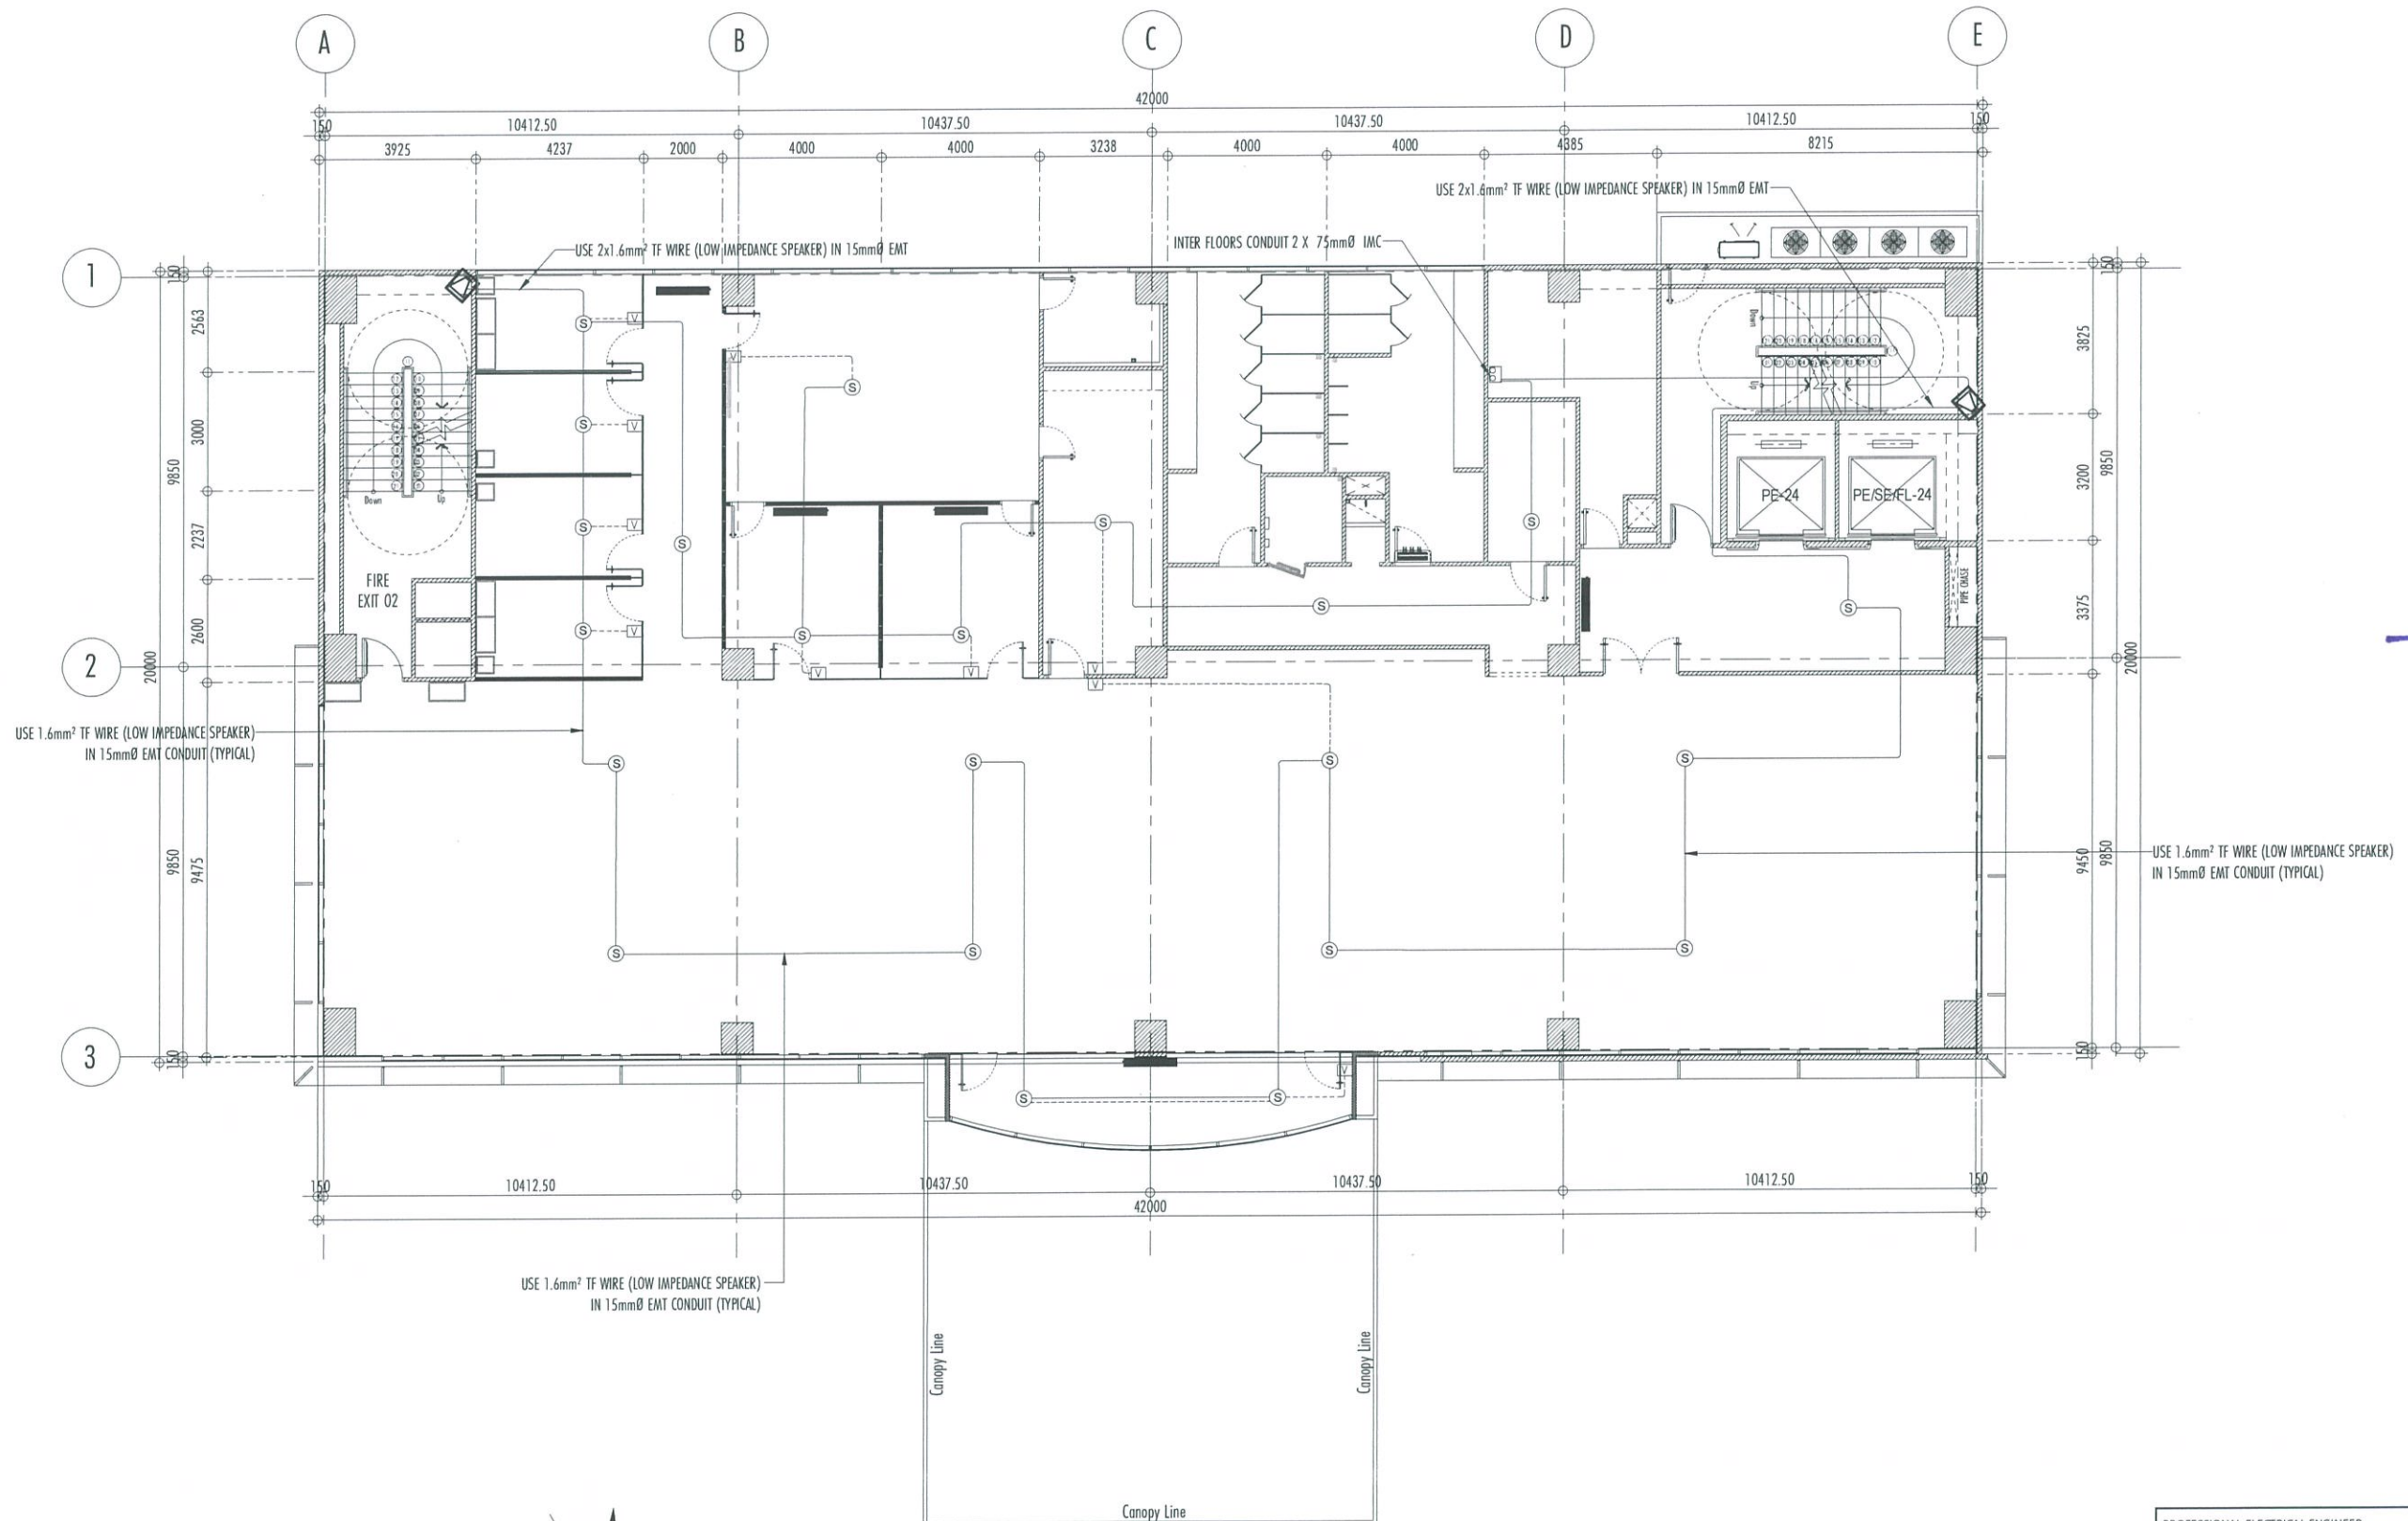 A B C D E
42000
150 10412.50 10437.50 10437.50 10412.50 150
3925 4237 2000 4000 4000 3238 4000 4000 4385 8215
USE 2x1.6mm² TF WIRE (LOW IMPEDANCE SPEAKER) IN 15mmØ EMT
USE 2x1.6mm² TF WIRE (LOW IMPEDANCE SPEAKER) IN 15mmØ EMT
INTER FLOORS CONDUIT 2 X 75mmØ IMC
1
150
2563
3000
9850
2237
2600
2
20000
9850
9475
3
150
150
3825
3200
9850
3375
20000
9450
9850
150
S V
V S
S V
Down Up
Down
Up
S V
S
S
PE-24 PE/SE/FL-24
FIRE
EXIT 02
S V
S S
V V
S
S
S
PIPE CHASE
V
V
USE 1.6mm² TF WIRE (LOW IMPEDANCE SPEAKER)
IN 15mmØ EMT CONDUIT (TYPICAL)
S S S S
USE 1.6mm² TF WIRE (LOW IMPEDANCE SPEAKER)
IN 15mmØ EMT CONDUIT (TYPICAL)
S S S S
V
S S
150 10412.50 10437.50 10437.50 10412.50 150
42000
USE 1.6mm² TF WIRE (LOW IMPEDANCE SPEAKER)
IN 15mmØ EMT CONDUIT (TYPICAL)
Canopy Line
Canopy Line
Canopy Line